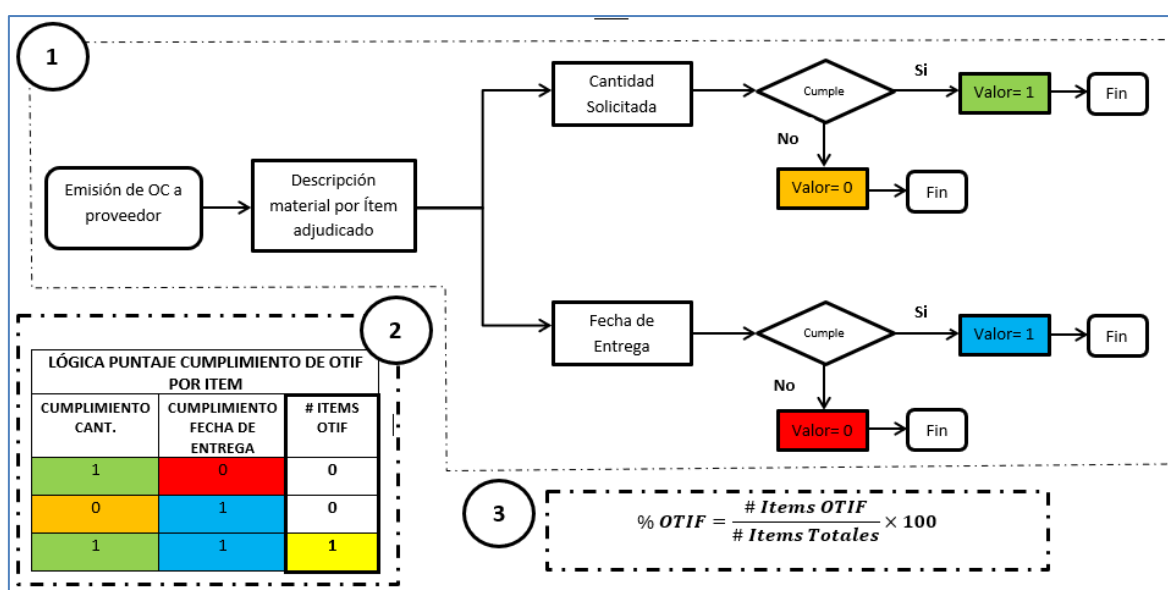 1
Emisión de OC a
proveedor
Descripción
material por Ítem
adjudicado
Cantidad
Solicitada
Cumple
Si
Valor= 1
Fin
No
Valor= 0
Fin
Fecha de
Entrega
Cumple
Si
Valor= 1
Fin
No
Valor= 0
Fin
2
LÓGICA PUNTAJE CUMPLIMIENTO DE OTIF
POR ITEM
CUMPLIMIENTO CANT.
CUMPLIMIENTO FECHA DE ENTREGA
# ITEMS OTIF
1 0 0
0 1 0
1 1 1
3
% OTIF = # Items OTIF / # Items Totales × 100